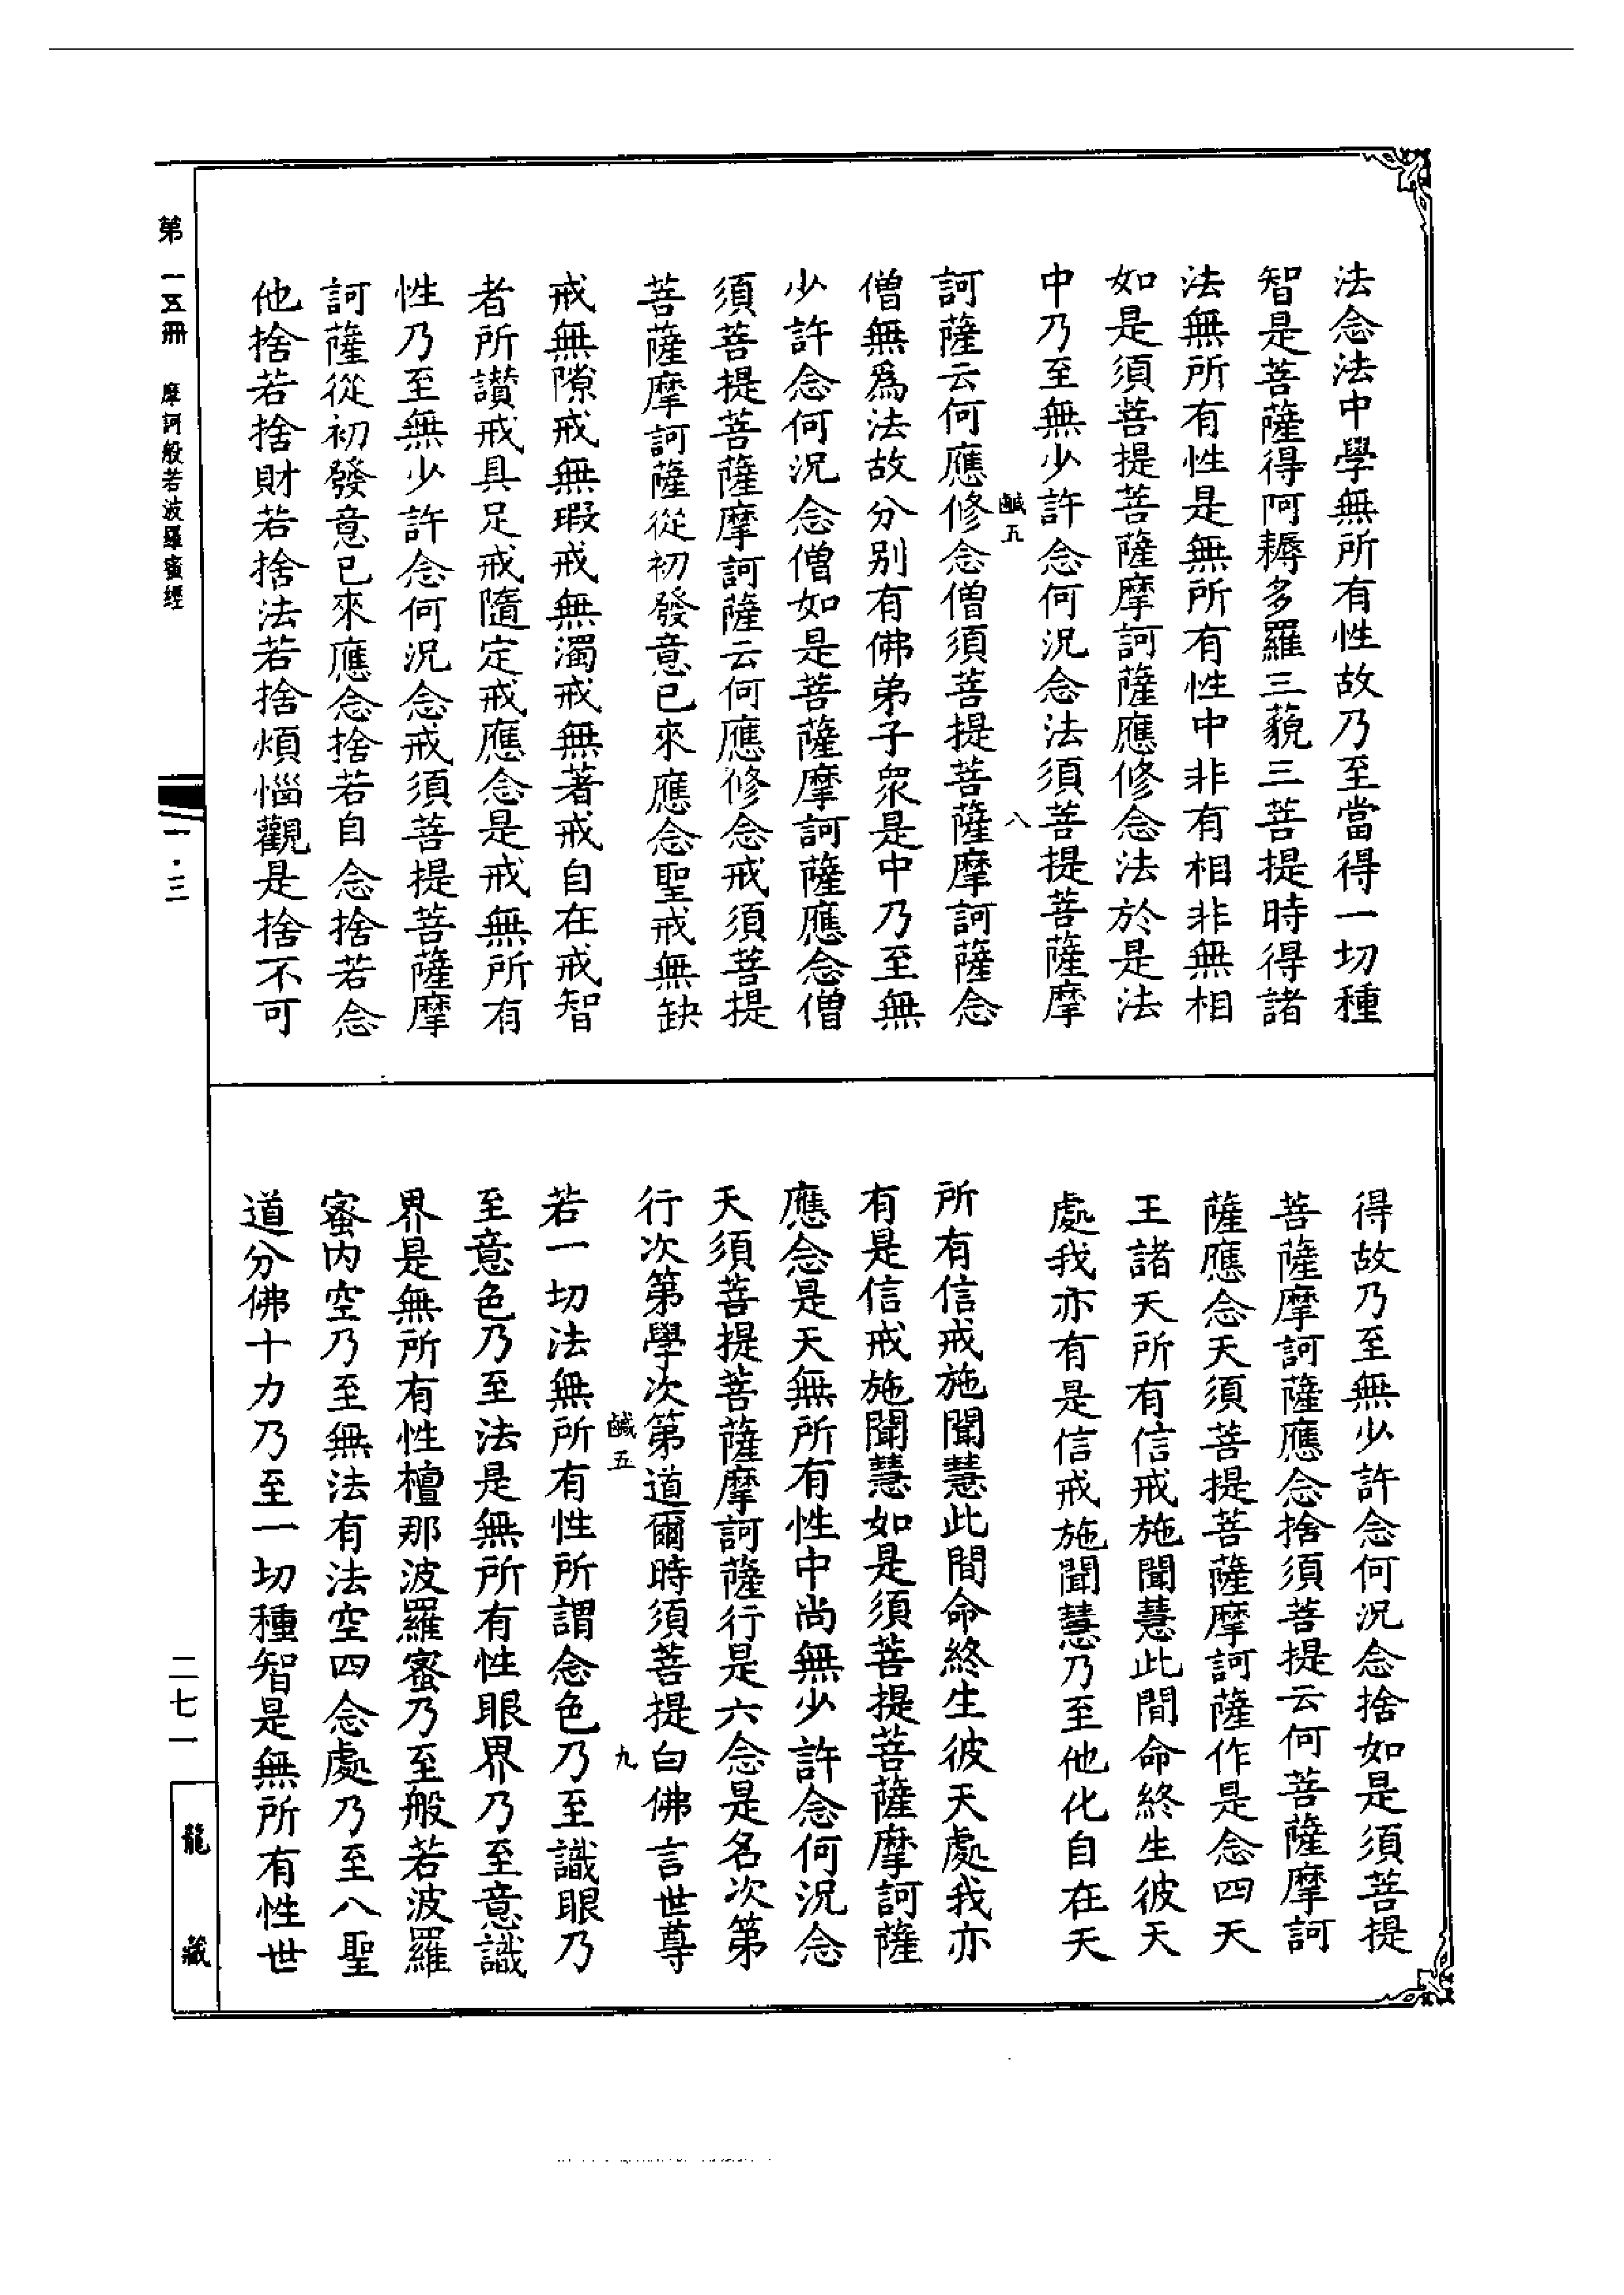 法念法中學無所有性故乃至當得一切種
智是菩薩得阿耨多羅三藐三菩提時得諸
法無所有性是無所有性中非有相非無相
如是須菩提菩薩摩訶薩應修念法於是法
中乃至無少許念何況念法須菩提菩薩摩
鹹五
八
訶薩云何應修念僧須菩提菩薩摩訶薩念
僧無爲法故分別有佛弟子眾是中乃至無
少許念何況念僧如是菩薩摩訶薩應念僧
須菩提菩薩摩訶薩云何應修念戒須菩提
菩薩摩訶薩從初發意已來應念聖戒無缺
戒無隙戒無瑕戒無濁戒無著戒自在戒智
者所讚戒具足戒隨定戒應念是戒無所有
性乃至無少許念何況念戒須菩提菩薩摩
訶薩從初發意已來應念捨若自念捨若念
他捨若捨財若捨法若捨煩惱觀是捨不可
得故乃至無少許念何況念捨如是須菩提
菩薩摩訶薩應念捨須菩提云何菩薩摩訶
薩應念天須菩提菩薩摩訶薩作是念四天
王諸天所有信戒施聞慧此間命終生彼天
處我亦有是信戒施聞慧乃至他化自在天
所有信戒施聞慧此間命終生彼天處我亦
有是信戒施聞慧如是須菩提菩薩摩訶薩
應念是天無所有性中尚無少許念何況念
天須菩提菩薩摩訶薩行是六念是名次第
行次第學次第道爾時須菩提白佛言世尊
鹹五
九
若一切法無所有性所謂念色乃至識眼乃
至意色乃至法是無所有性眼界乃至意識
界是無所有性檀那波羅蜜乃至般若波羅
蜜內空乃至無法有法空四念處乃至八聖
道分佛十力乃至一切種智是無所有性世
第一五冊 摩訶般若波羅蜜經
一·三
二七一
龍藏